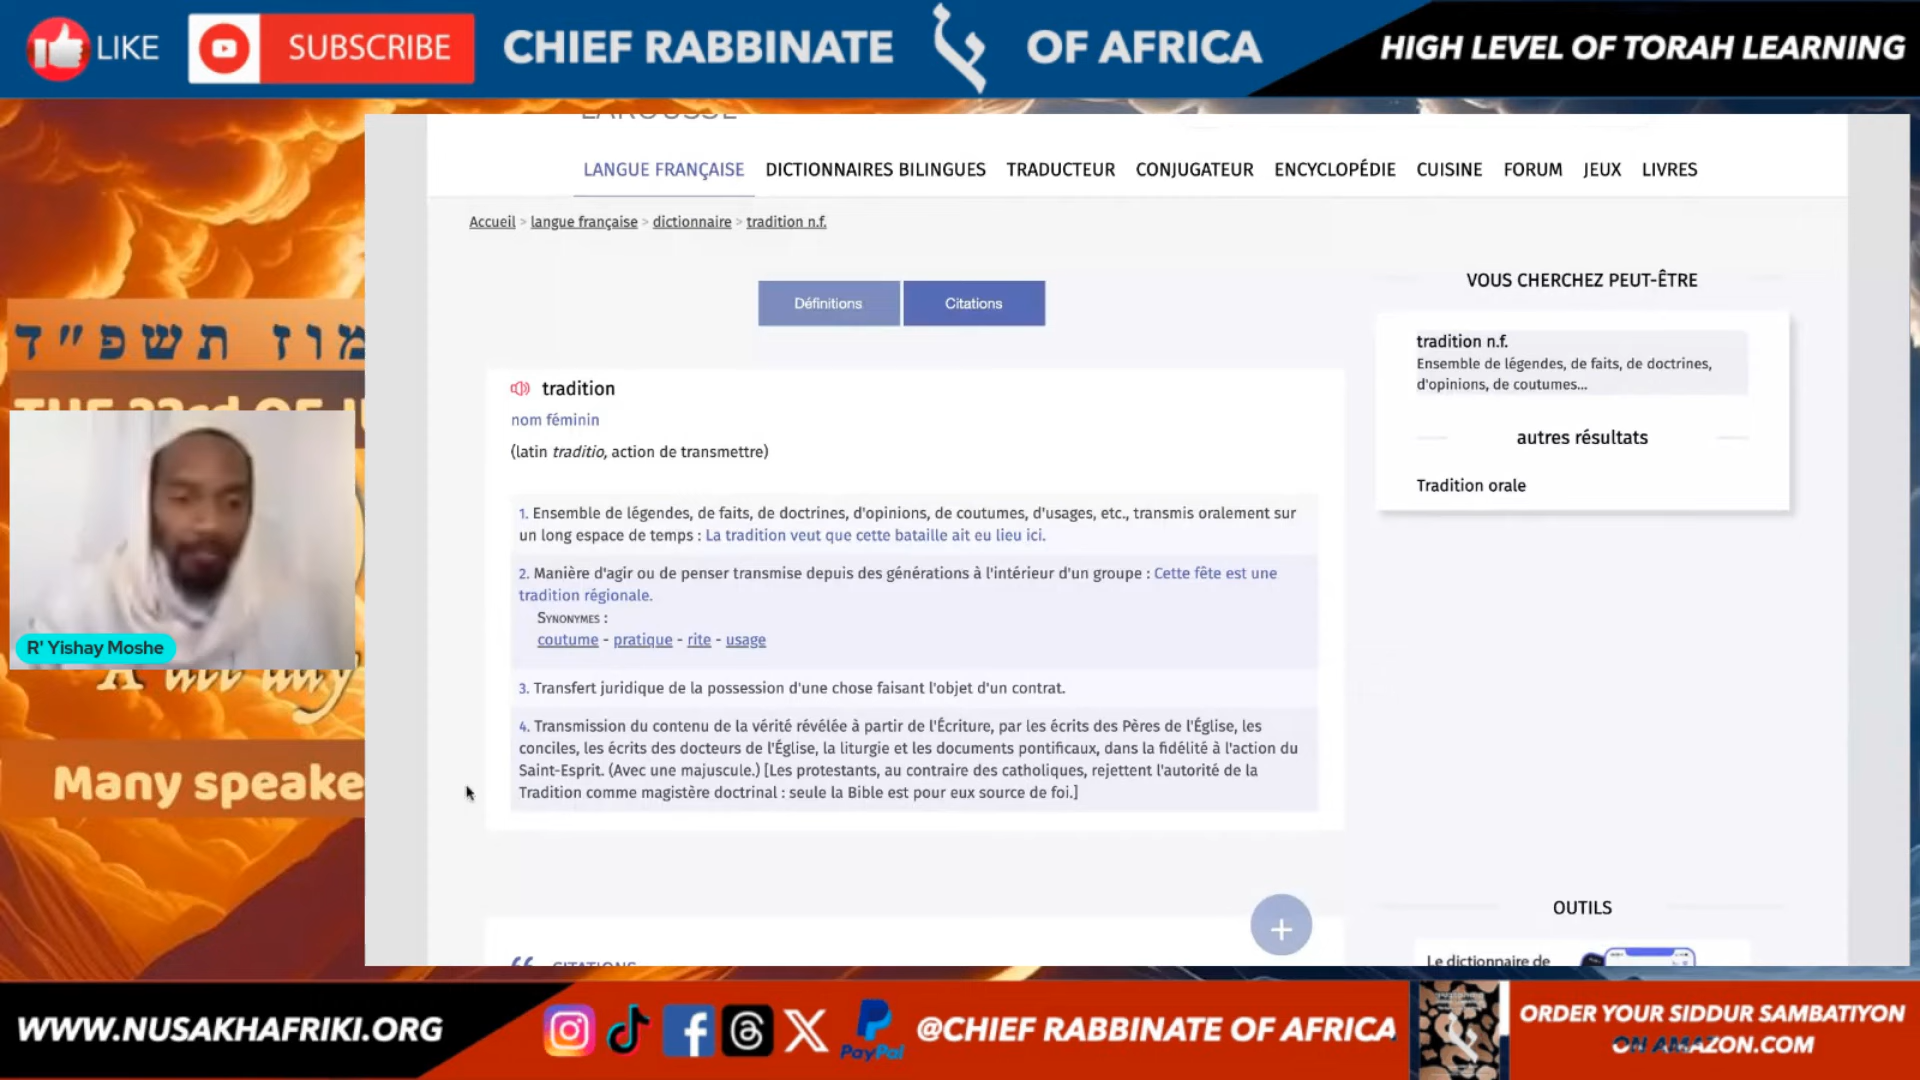 LIKE
SUBSCRIBE
CHIEF RABBINATE
OF AFRICA
HIGH LEVEL OF TORAH LEARNING
LAROUSSE
LANGUE FRANÇAISE
DICTIONNAIRES BILINGUES
TRADUCTEUR
CONJUGATEUR
ENCYCLOPÉDIE
CUISINE
FORUM
JEUX
LIVRES
Accueil > langue française > dictionnaire > tradition n.f.
Définitions
Citations
tradition
nom féminin
(latin traditio, action de transmettre)
1. Ensemble de légendes, de faits, de doctrines, d'opinions, de coutumes, d'usages, etc., transmis oralement sur
un long espace de temps : La tradition veut que cette bataille ait eu lieu ici.
2. Manière d'agir ou de penser transmise depuis des générations à l'intérieur d'un groupe : Cette fête est une
tradition régionale.
SYNONYMES :
coutume - pratique - rite - usage
3. Transfert juridique de la possession d'une chose faisant l'objet d'un contrat.
4. Transmission du contenu de la vérité révélée à partir de l'Écriture, par les écrits des Pères de l'Église, les
conciles, les écrits des docteurs de l'Église, la liturgie et les documents pontificaux, dans la fidélité à l'action du
Saint-Esprit. (Avec une majuscule.) [Les protestants, au contraire des catholiques, rejettent l'autorité de la
Tradition comme magistère doctrinal : seule la Bible est pour eux source de foi.]
CITATIONS
VOUS CHERCHEZ PEUT-ÊTRE
tradition n.f.
Ensemble de légendes, de faits, de doctrines,
d'opinions, de coutumes...
autres résultats
Tradition orale
OUTILS
Le dictionnaire de
מוז תשפ"ד
R' Yishay Moshe
Many speake
WWW.NUSAKHAFRIKI.ORG
PayPal
@CHIEF RABBINATE OF AFRICA
ORDER YOUR SIDDUR SAMBATIYON
ON AMAZON.COM